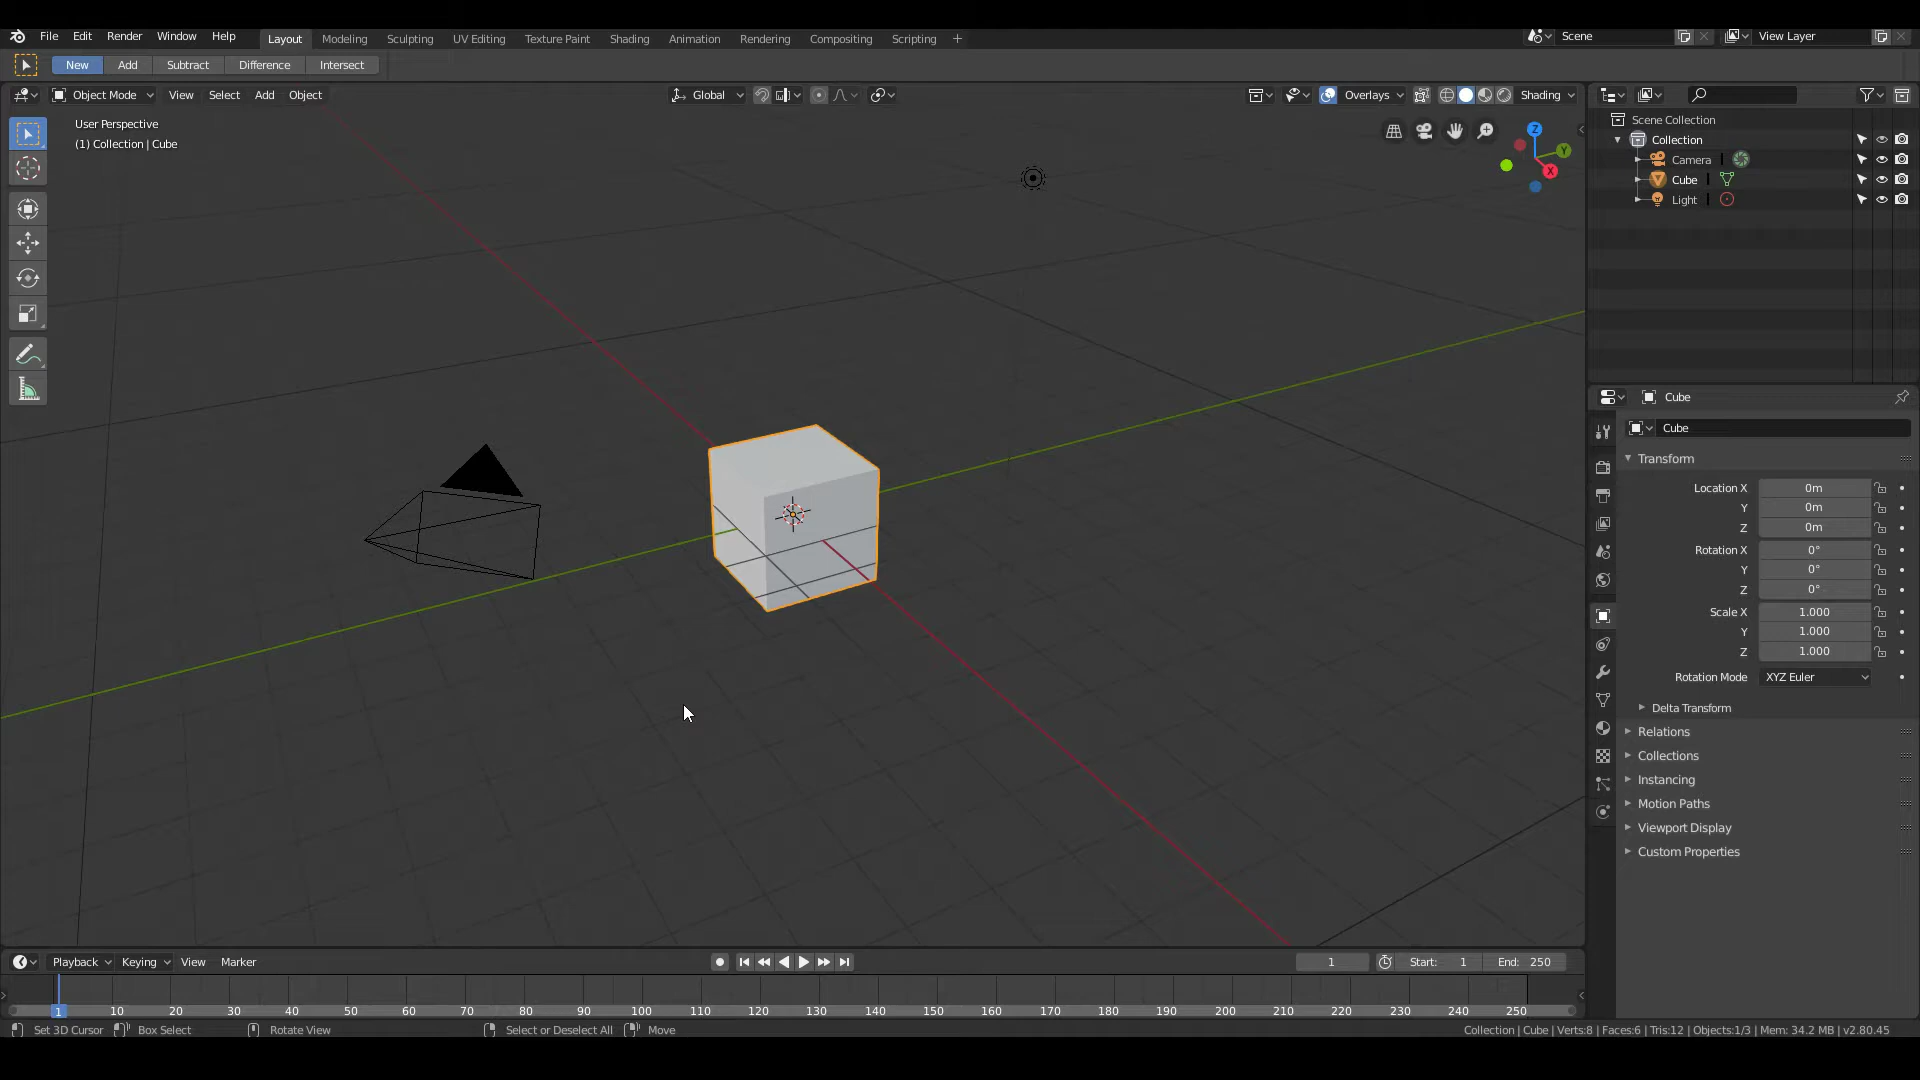 File Edit Render Window Help Layout Modeling Sculpting UV Editing Texture Paint Shading Animation Rendering Compositing Scripting + Scene View Layer
New Add Subtract Difference Intersect
Object Mode View Select Add Object Global Overlays Shading
User Perspective
(1) Collection | Cube
Z
Y
X
Scene Collection
Collection
Camera
Cube
Light
Cube
Cube
Transform
Location X 0m
Y 0m
Z 0m
Rotation X 0°
Y 0°
Z 0°
Scale X 1.000
Y 1.000
Z 1.000
Rotation Mode XYZ Euler
Delta Transform
Relations
Collections
Instancing
Motion Paths
Viewport Display
Custom Properties
Playback Keying View Marker 1 Start: 1 End: 250
1 10 20 30 40 50 60 70 80 90 100 110 120 130 140 150 160 170 180 190 200 210 220 230 240 250
Set 3D Cursor Box Select Rotate View Select or Deselect All Move Collection | Cube | Verts:8 | Faces:6 | Tris:12 | Objects:1/3 | Mem: 34.2 MB | v2.80.45